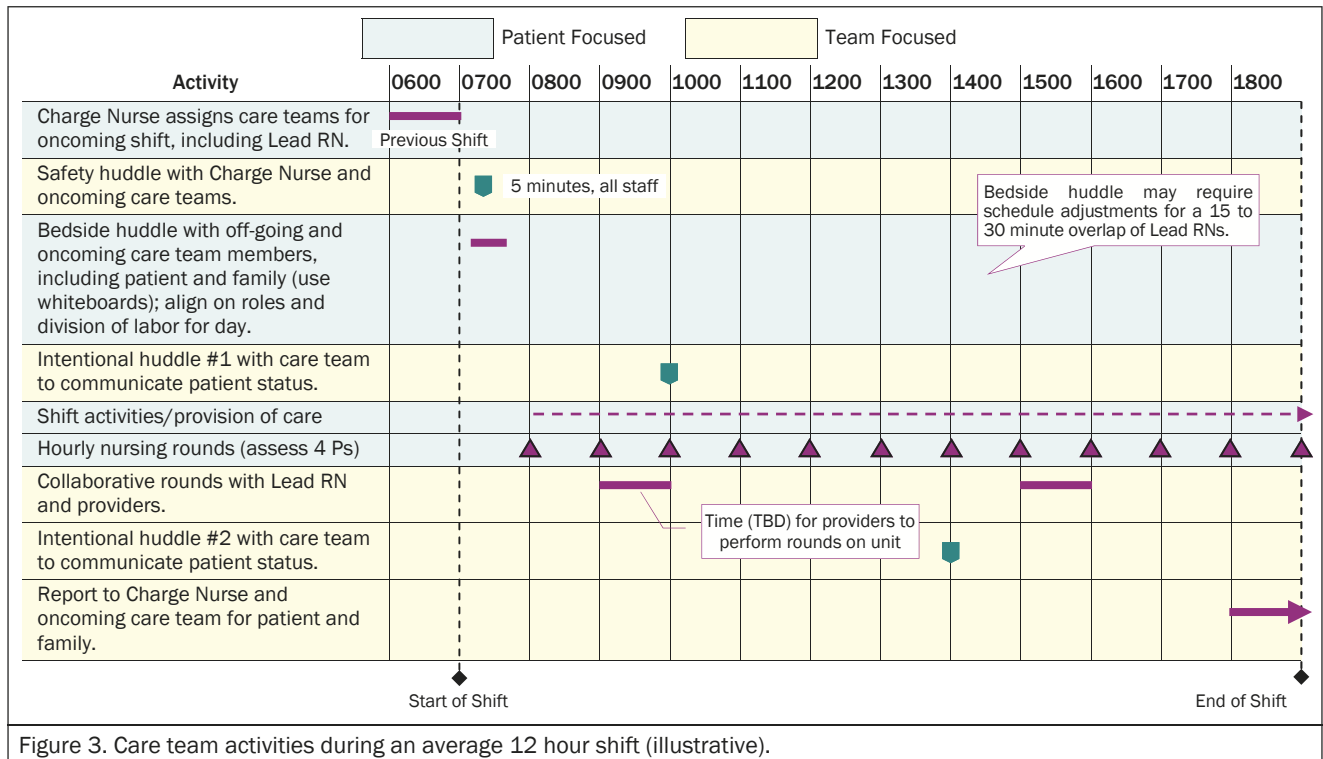 Patient Focused
Team Focused
Activity
0600 0700 0800 0900 1000 1100 1200 1300 1400 1500 1600 1700 1800
Charge Nurse assigns care teams for
oncoming shift, including Lead RN.
Previous Shift
Safety huddle with Charge Nurse and
oncoming care teams.
5 minutes, all staff
Bedside huddle may require
schedule adjustments for a 15 to
30 minute overlap of Lead RNs.
Bedside huddle with off-going and
oncoming care team members,
including patient and family (use
whiteboards); align on roles and
division of labor for day.
Intentional huddle #1 with care team
to communicate patient status.
Shift activities/provision of care
Hourly nursing rounds (assess 4 Ps)
Collaborative rounds with Lead RN
and providers.
Time (TBD) for providers to
perform rounds on unit
Intentional huddle #2 with care team
to communicate patient status.
Report to Charge Nurse and
oncoming care team for patient and
family.
Start of Shift
End of Shift
Figure 3. Care team activities during an average 12 hour shift (illustrative).